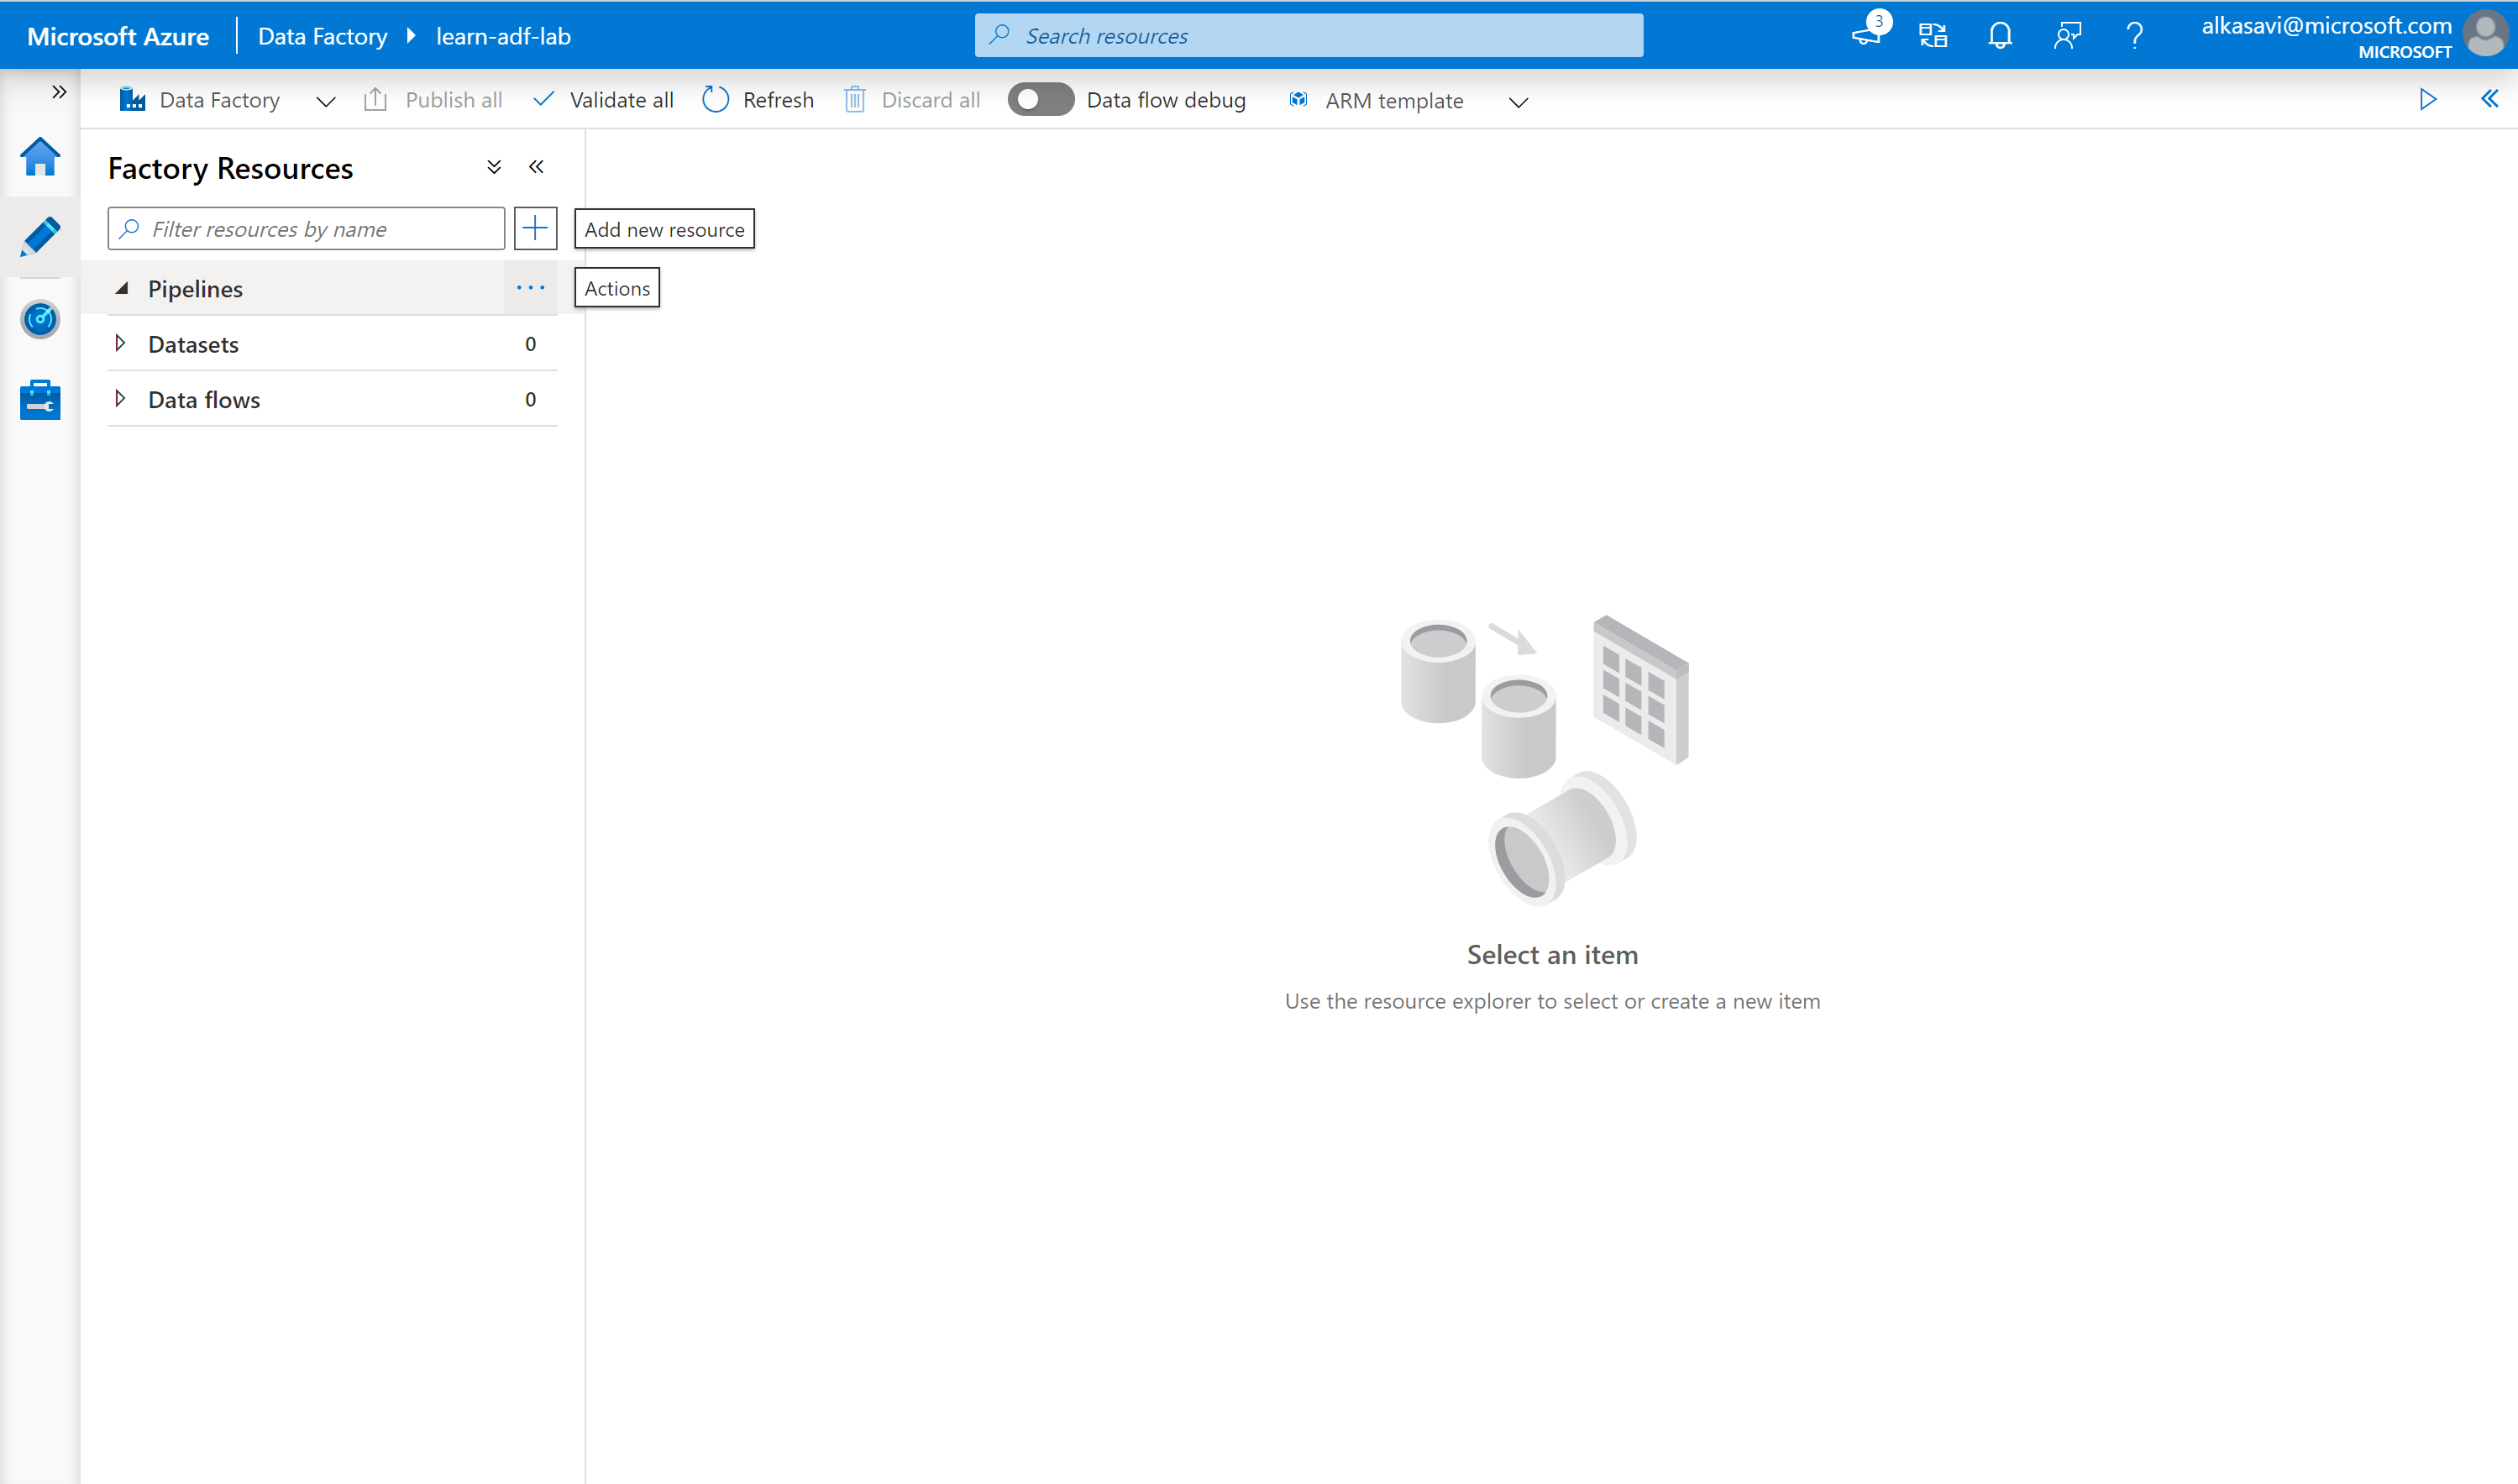 Microsoft Azure Data Factory learn-adf-lab Search resources 3 alkasavi@microsoft.com
MICROSOFT
Data Factory Publish all Validate all Refresh Discard all Data flow debug ARM template
Factory Resources
Filter resources by name Add new resource
Pipelines Actions
Datasets 0
Data flows 0
Select an item
Use the resource explorer to select or create a new item